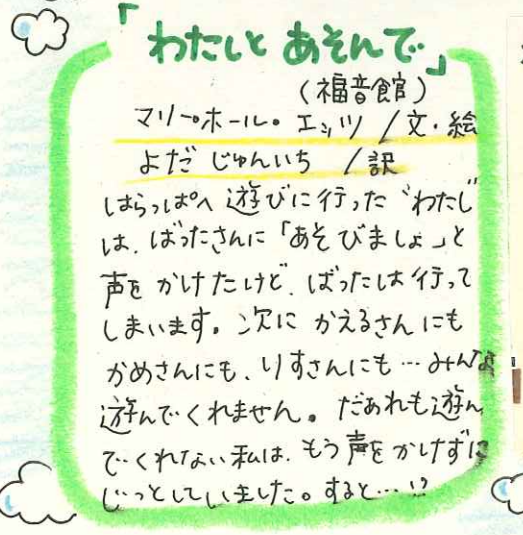 「わたしと あそんで」
(福音館)
マリー・ホール・エッツ / 文・絵
よだ じゅんいち / 訳
はらっぱへ 遊びに行った “わたし”
は、ばったさんに「あそびましょ」と
声を かけたけど、ばったは行って
しまいます。次に かえるさんにも
かめさんにも、りすさんにも…みんな
遊んでくれません。だあれも遊ん
でくれない私は、もう声をかけずに
じっとしていました。すると…!?